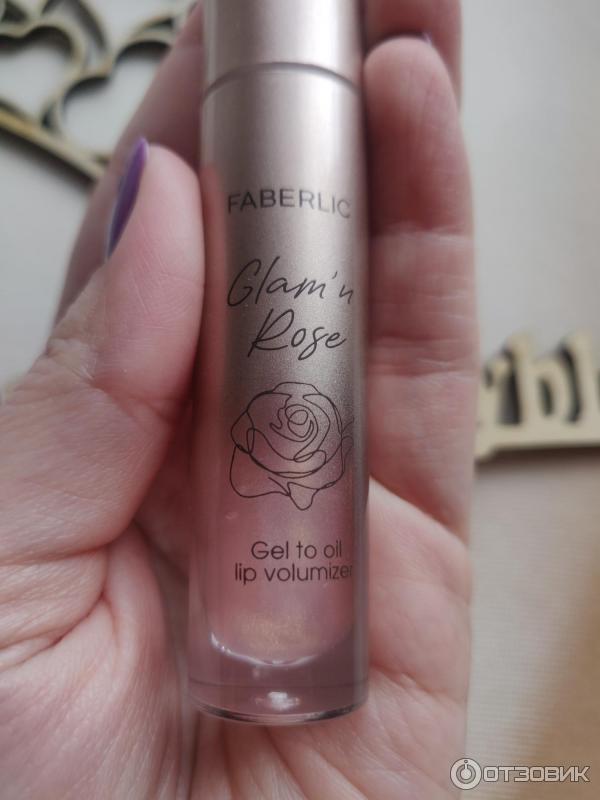 FABERLIC
Glam'n
Rose
Gel to oil
lip volumizer
ОТЗОВИК